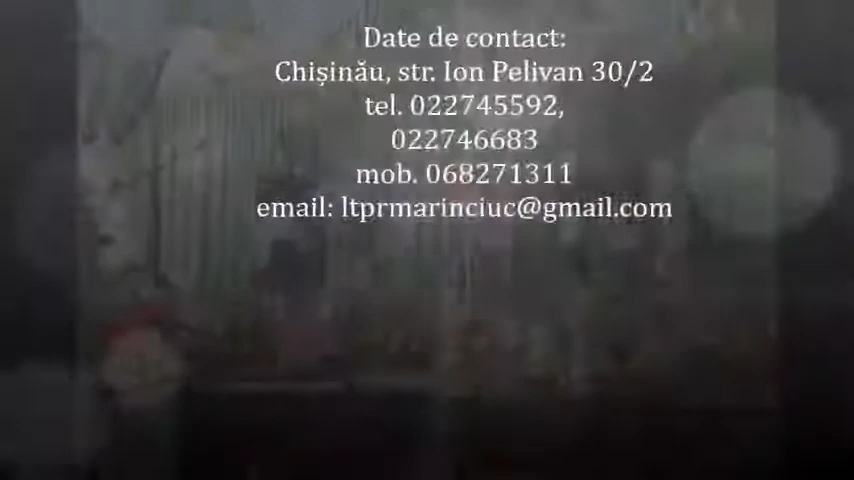 Date de contact:
Chișinău, str. Ion Pelivan 30/2
tel. 022745592,
022746683
mob. 068271311
email: ltprmarinciuc@gmail.com